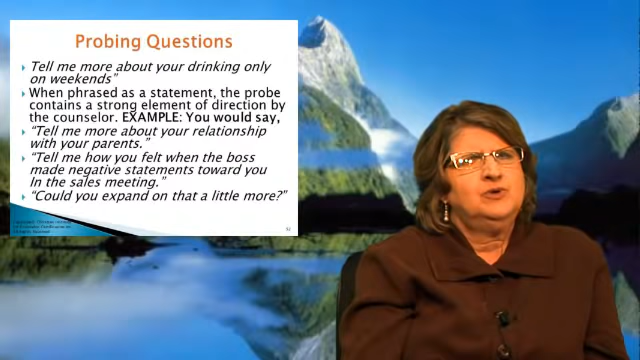 Probing Questions
Tell me more about your drinking only
on weekends”
When phrased as a statement, the probe
contains a strong element of direction by
the counselor. EXAMPLE: You would say,
“Tell me more about your relationship
with your parents.”
“Tell me how you felt when the boss
made negative statements toward you
In the sales meeting.”
“Could you expand on that a little more?"